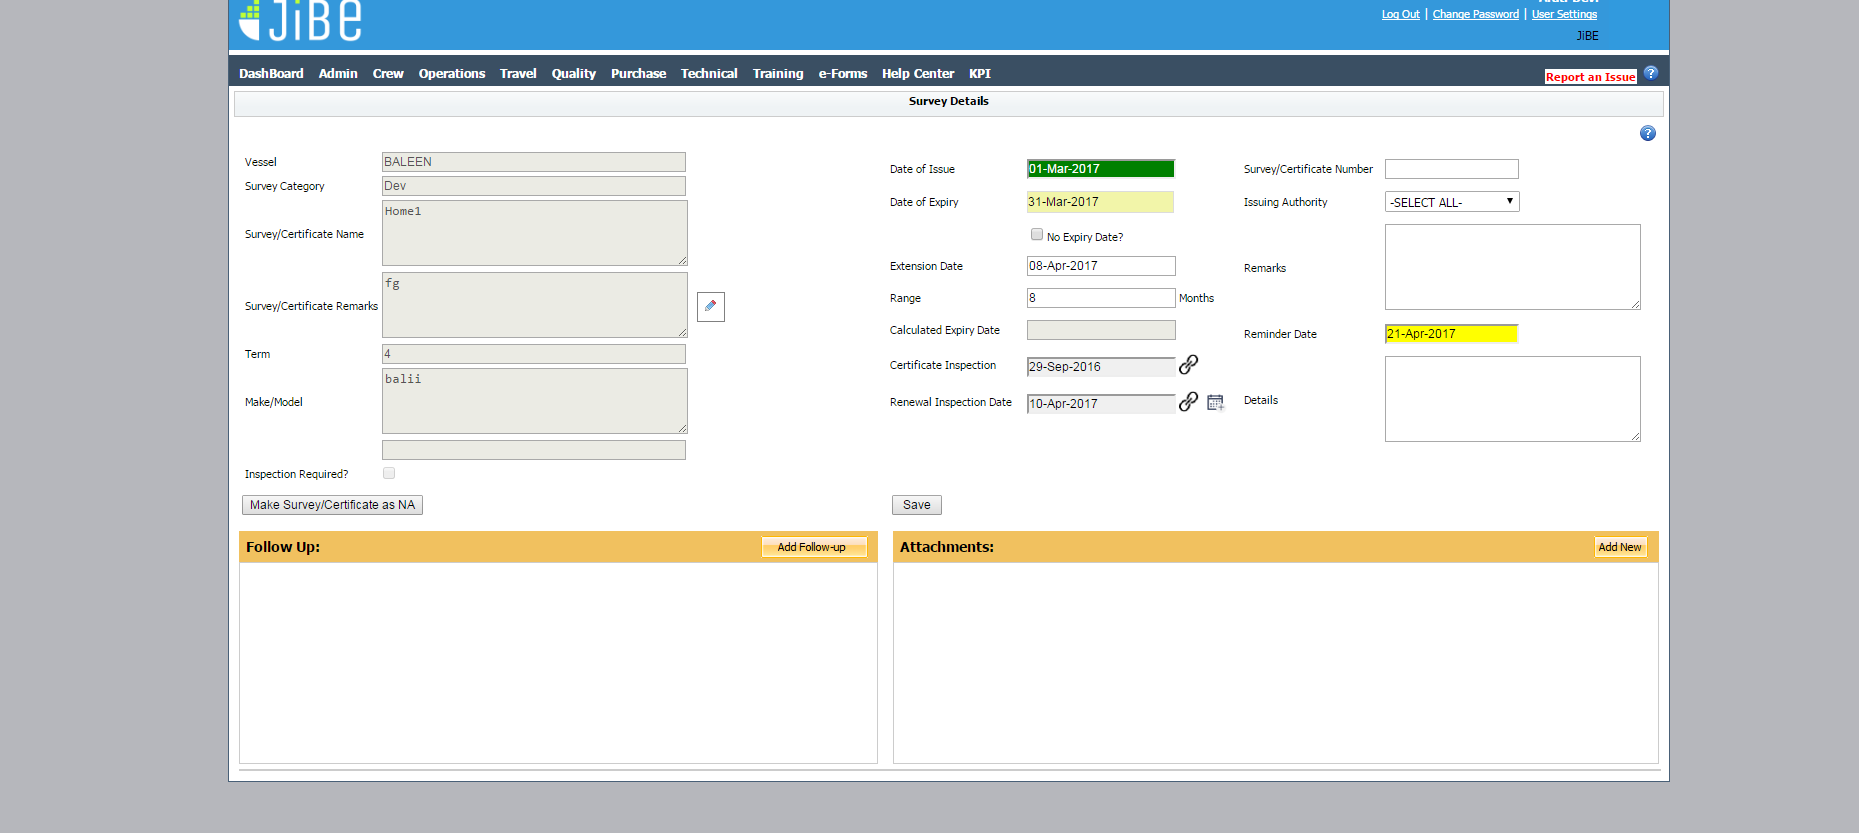 JiBE
Log Out | Change Password | User Settings
JiBE
DashBoard Admin Crew Operations Travel Quality Purchase Technical Training e-Forms Help Center KPI
Report an Issue ?
Survey Details
?
Vessel BALEEN
Survey Category Dev
Survey/Certificate Name Home1
Survey/Certificate Remarks fg
Term 4
Make/Model balii
Inspection Required?
Make Survey/Certificate as NA
Date of Issue 01-Mar-2017
Date of Expiry 31-Mar-2017
No Expiry Date?
Extension Date 08-Apr-2017
Range 8 Months
Calculated Expiry Date
Certificate Inspection 29-Sep-2016
Renewal Inspection Date 10-Apr-2017
Save
Survey/Certificate Number
Issuing Authority -SELECT ALL-
Remarks
Reminder Date 21-Apr-2017
Details
Follow Up: Add Follow-up
Attachments: Add New